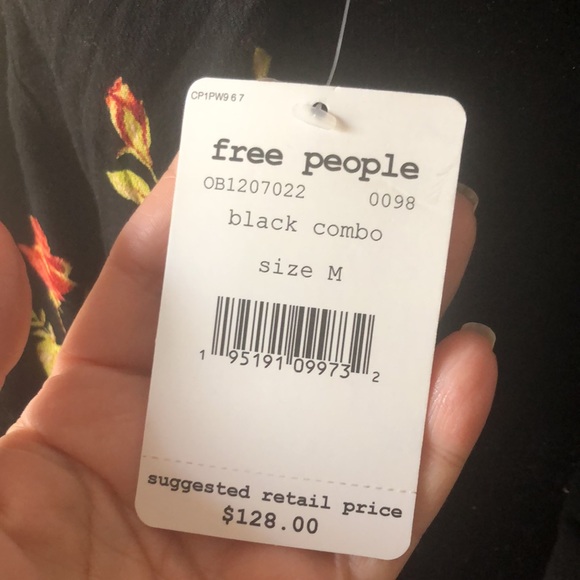 CP1PW967
free people
OB1207022 0098
black combo
size M
1 95191 09973 2
suggested retail price
$128.00